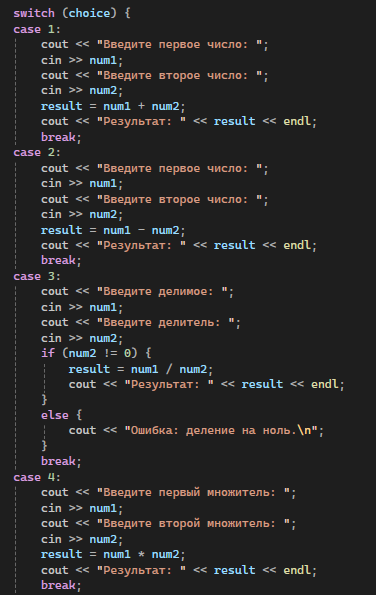 switch (choice) {
case 1:
cout << "Введите первое число: ";
cin >> num1;
cout << "Введите второе число: ";
cin >> num2;
result = num1 + num2;
cout << "Результат: " << result << endl;
break;
case 2:
cout << "Введите первое число: ";
cin >> num1;
cout << "Введите второе число: ";
cin >> num2;
result = num1 - num2;
cout << "Результат: " << result << endl;
break;
case 3:
cout << "Введите делимое: ";
cin >> num1;
cout << "Введите делитель: ";
cin >> num2;
if (num2 != 0) {
result = num1 / num2;
cout << "Результат: " << result << endl;
}
else {
cout << "Ошибка: деление на ноль.\n";
}
break;
case 4:
cout << "Введите первый множитель: ";
cin >> num1;
cout << "Введите второй множитель: ";
cin >> num2;
result = num1 * num2;
cout << "Результат: " << result << endl;
break;